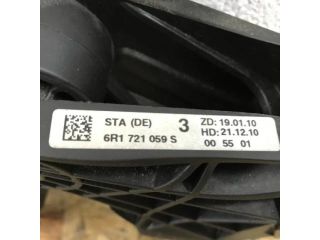 STA (DE) 3 ZD: 19.01.10
6R1 721 059 S HD: 21.12.10
00 55 01